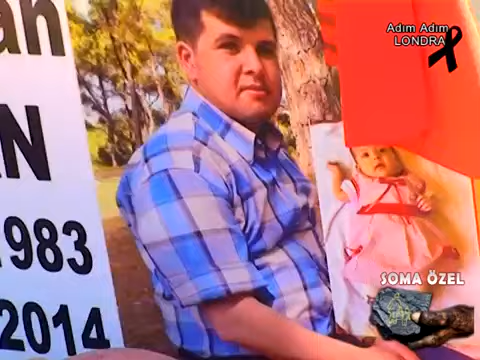 an
N
1983
2014
Adım Adım
LONDRA
SOMA ÖZEL